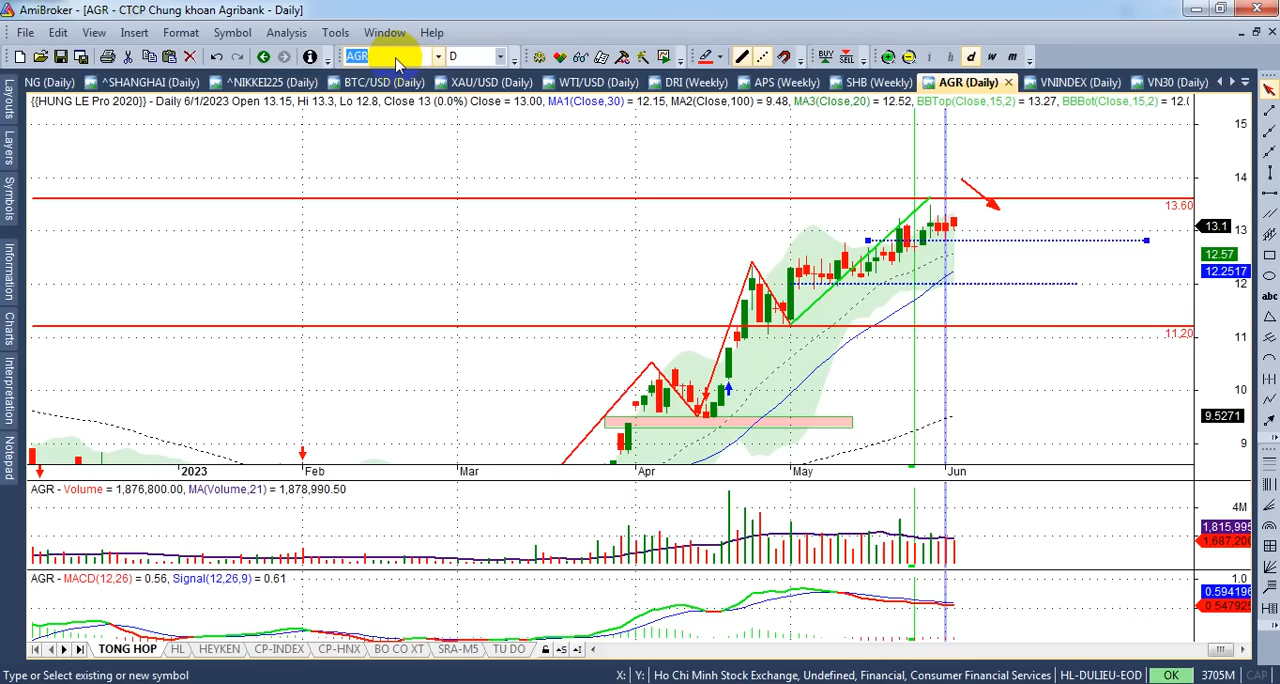 AmiBroker - [AGR - CTCP Chung khoan Agribank - Daily]
File Edit View Insert Format Symbol Analysis Tools Window Help
AGR D BUY SELL i h d w m
NG (Daily) ^SHANGHAI (Daily) ^NIKKEI225 (Daily) BTC/USD (Daily) XAU/USD (Daily) WTI/USD (Daily) DRI (Weekly) APS (Weekly) SHB (Weekly) AGR (Daily) VNINDEX (Daily) VN30 (Daily)
{{HUNG LE Pro 2020}} - Daily 6/1/2023 Open 13.15, Hi 13.3, Lo 12.8, Close 13 (0.0%) Close = 13.00, MA1(Close,30) = 12.15, MA2(Close,100) = 9.48, MA3(Close,20) = 12.52, BBTop(Close,15,2) = 13.27, BBBot(Close,15,2) = 12.0
Layouts
Layers
Symbols
Information
Charts
Interpretation
Notepad
abc
15
14
13.60
13.1
13
12.57
12.2517
12
11.20
11
10
9.5271
9
2023 Feb Mar Apr May Jun
AGR - Volume = 1,876,800.00, MA(Volume,21) = 1,878,990.50
4M
1,815,995
1,687,200
AGR - MACD(12,26) = 0.56, Signal(12,26,9) = 0.61
1.0
0.594196
0.547925
TONG HOP HL HEYKEN CP-INDEX CP-HNX BO CO XT SRA-M5 TU DO
Type or Select existing or new symbol X: Y: Ho Chi Minh Stock Exchange, Undefined, Financial, Consumer Financial Services HL-DULIEU-EOD OK 3705M CAP